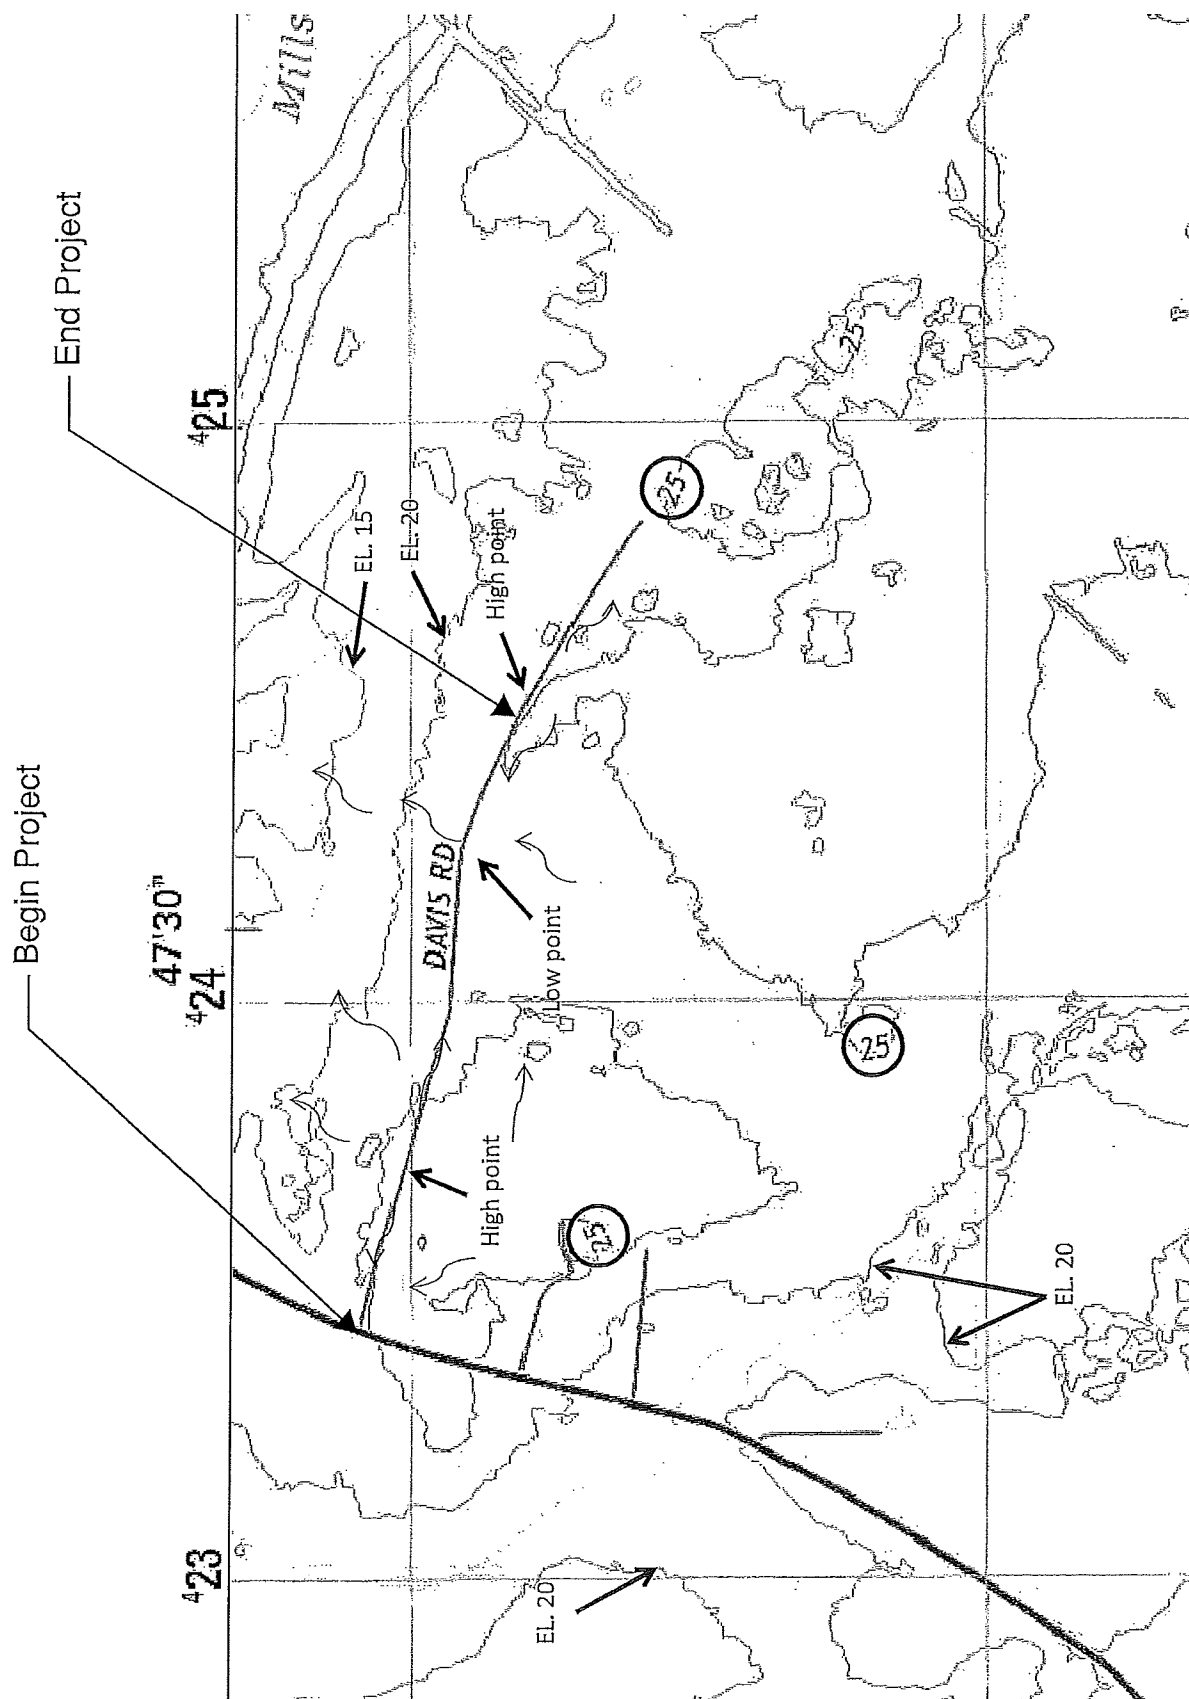 Mills
End Project
⁴25
EL. 15
EL. 20
High point
25
25
Begin Project
47'30"
⁴24
DAVIS RD
Low point
25
High point
25
EL. 20
⁴23
EL. 20